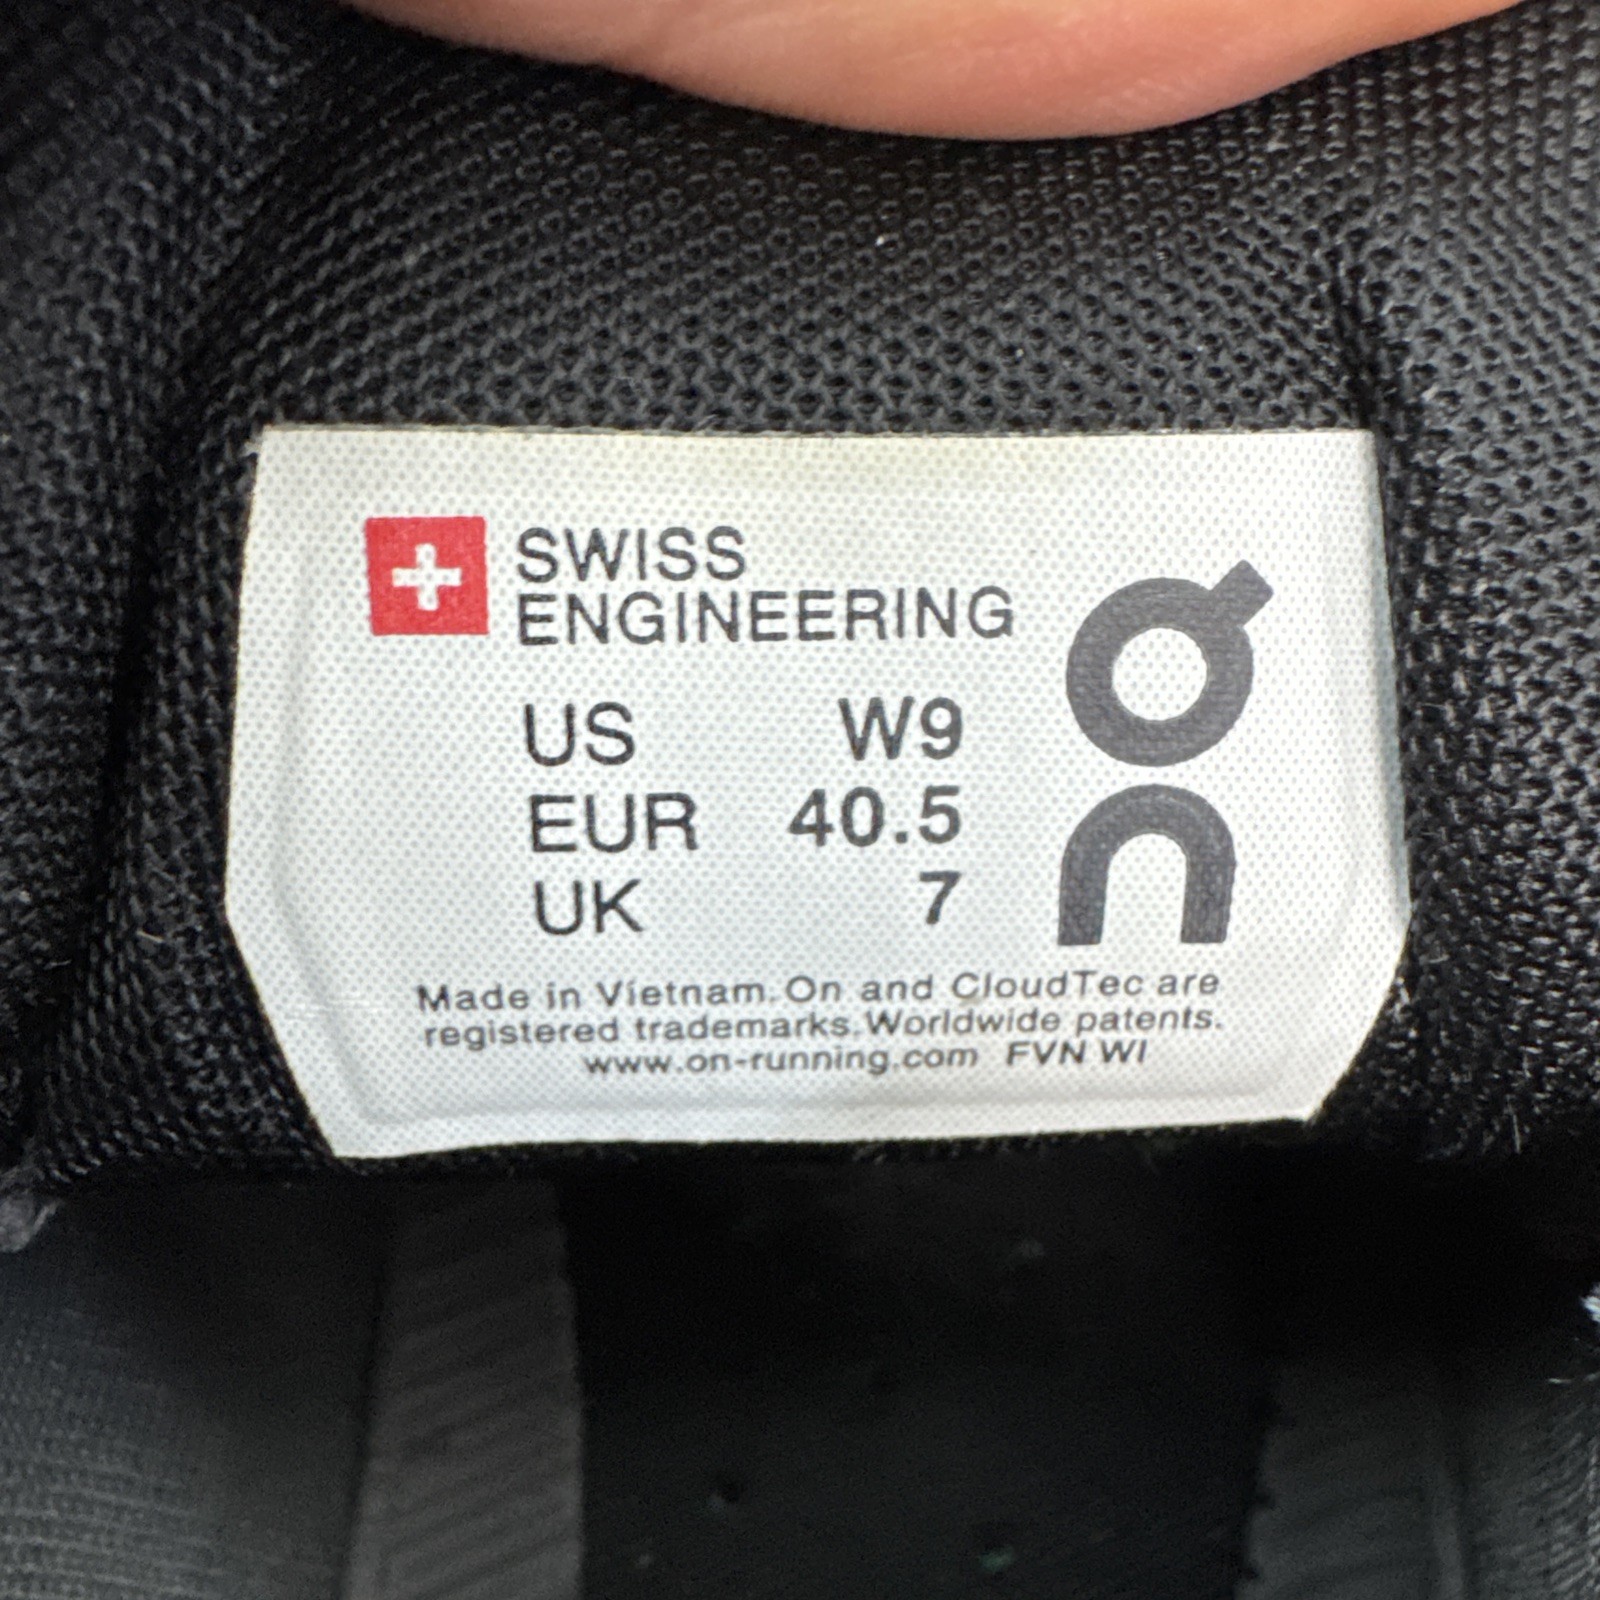 SWISS
ENGINEERING
US W9
EUR 40.5
UK 7
On
Made in Vietnam. On and CloudTec are
registered trademarks. Worldwide patents.
www.on-running.com FVN WI